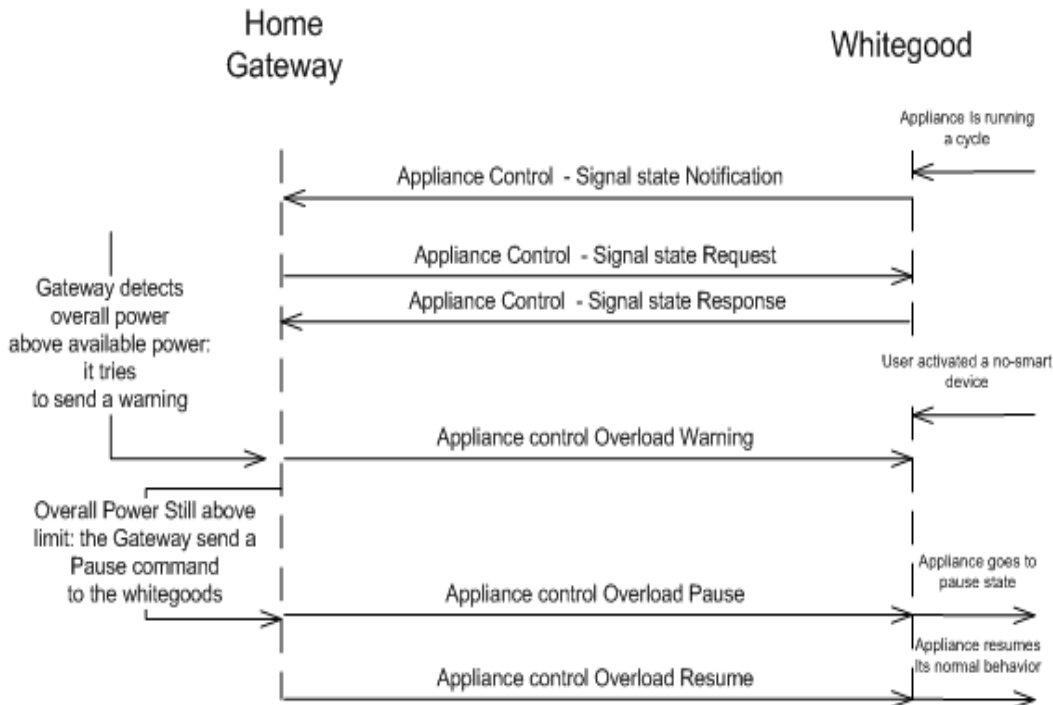 Home
Gateway
Whitegood
Appliance Is running
a cycle
Appliance Control - Signal state Notification
Appliance Control - Signal state Request
Appliance Control - Signal state Response
Gateway detects
overall power
above available power:
it tries
to send a warning
User activated a no-smart
device
Appliance control Overload Warning
Overall Power Still above
limit: the Gateway send a
Pause command
to the whitegoods
Appliance goes to
pause state
Appliance control Overload Pause
Appliance resumes
Its normal behavior
Appliance control Overload Resume